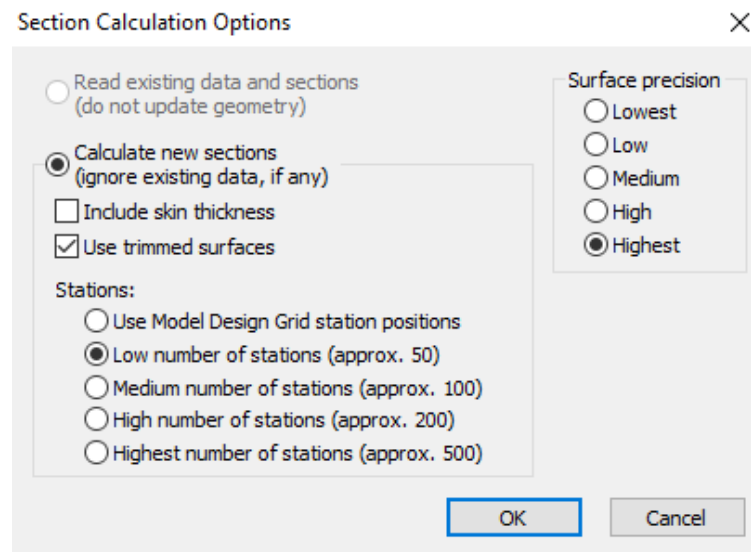 Section Calculation Options
Read existing data and sections
(do not update geometry)
Calculate new sections
(ignore existing data, if any)
Include skin thickness
Use trimmed surfaces
Stations:
Use Model Design Grid station positions
Low number of stations (approx. 50)
Medium number of stations (approx. 100)
High number of stations (approx. 200)
Highest number of stations (approx. 500)
Surface precision
Lowest
Low
Medium
High
Highest
OK
Cancel